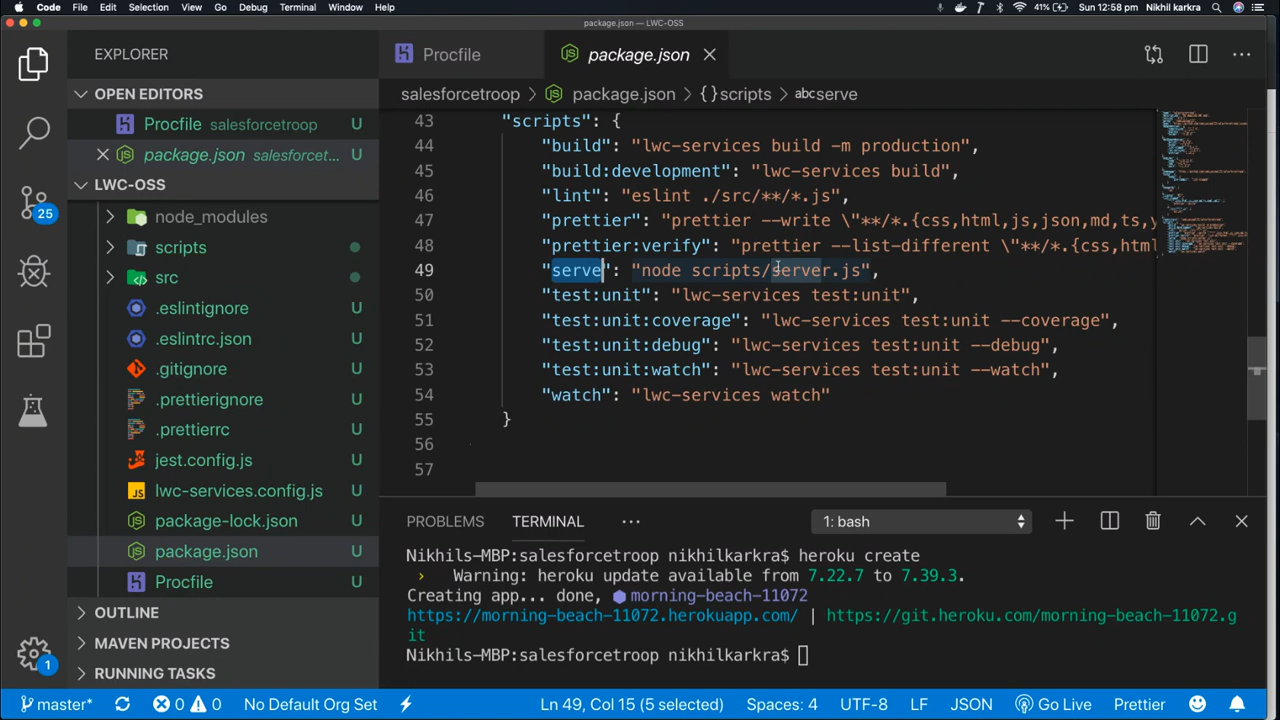 Code File Edit Selection View Go Debug Terminal Window Help 41% Sun 12:58 PM Nikhil karkra
package.json — LWC-OSS
EXPLORER
OPEN EDITORS
Procfile salesforcetroop U
package.json salesforcet... U
LWC-OSS
node_modules
scripts
src
.eslintignore U
.eslintrc.json U
.gitignore U
.prettierignore U
.prettierrc U
jest.config.js U
lwc-services.config.js U
package-lock.json U
package.json U
Procfile U
OUTLINE
MAVEN PROJECTS
RUNNING TASKS
25
1
Procfile
package.json
salesforcetroop > package.json > { } scripts > abc serve
43 "scripts": {
44 "build": "lwc-services build -m production",
45 "build:development": "lwc-services build",
46 "lint": "eslint ./src/**/*.js",
47 "prettier": "prettier --write \"**/*.{css,html,js,json,md,ts,y
48 "prettier:verify": "prettier --list-different \"**/*.{css,html
49 "serve": "node scripts/server.js",
50 "test:unit": "lwc-services test:unit",
51 "test:unit:coverage": "lwc-services test:unit --coverage",
52 "test:unit:debug": "lwc-services test:unit --debug",
53 "test:unit:watch": "lwc-services test:unit --watch",
54 "watch": "lwc-services watch"
55 }
56
57
PROBLEMS TERMINAL ... 1: bash
Nikhils-MBP:salesforcetroop nikhilkarkra$ heroku create
› Warning: heroku update available from 7.22.7 to 7.39.3.
Creating app... done, ⬢ morning-beach-11072
https://morning-beach-11072.herokuapp.com/ | https://git.heroku.com/morning-beach-11072.g
it
Nikhils-MBP:salesforcetroop nikhilkarkra$
master* 0 0 No Default Org Set Ln 49, Col 15 (5 selected) Spaces: 4 UTF-8 LF JSON Go Live Prettier